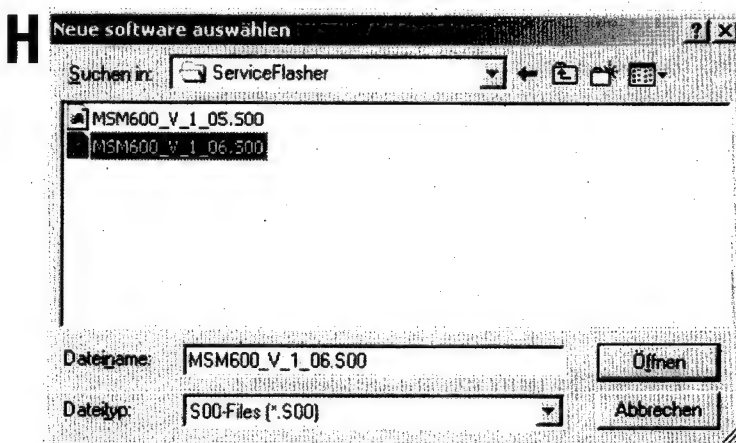 H
Neue software auswählen
Suchen in: ServiceFlasher
MSM600_V_1_05.S00
MSM600_V_1_06.S00
Dateiname: MSM600_V_1_06.S00 Öffnen
Dateityp: S00-Files (*.S00) Abbrechen